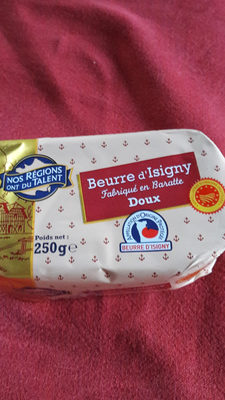 NOS RÉGIONS
ONT DU TALENT
Beurre d'Isigny
Fabriqué en Baratte
Doux
Poids net :
250g e
BEURRE D'ISIGNY